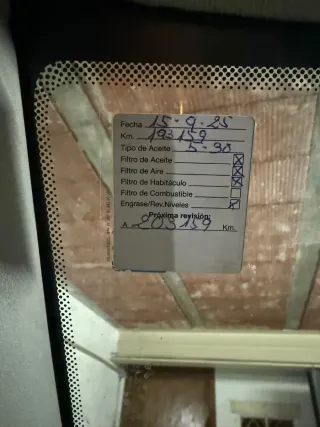 Fecha 15-9-25
Km. 193159
Tipo de Aceite 5-30
Filtro de Aceite
Filtro de Aire
Filtro de Habitáculo
Filtro de Combustible
Engrase/Rev.Niveles
Próxima revisión:
A 203159 Km.